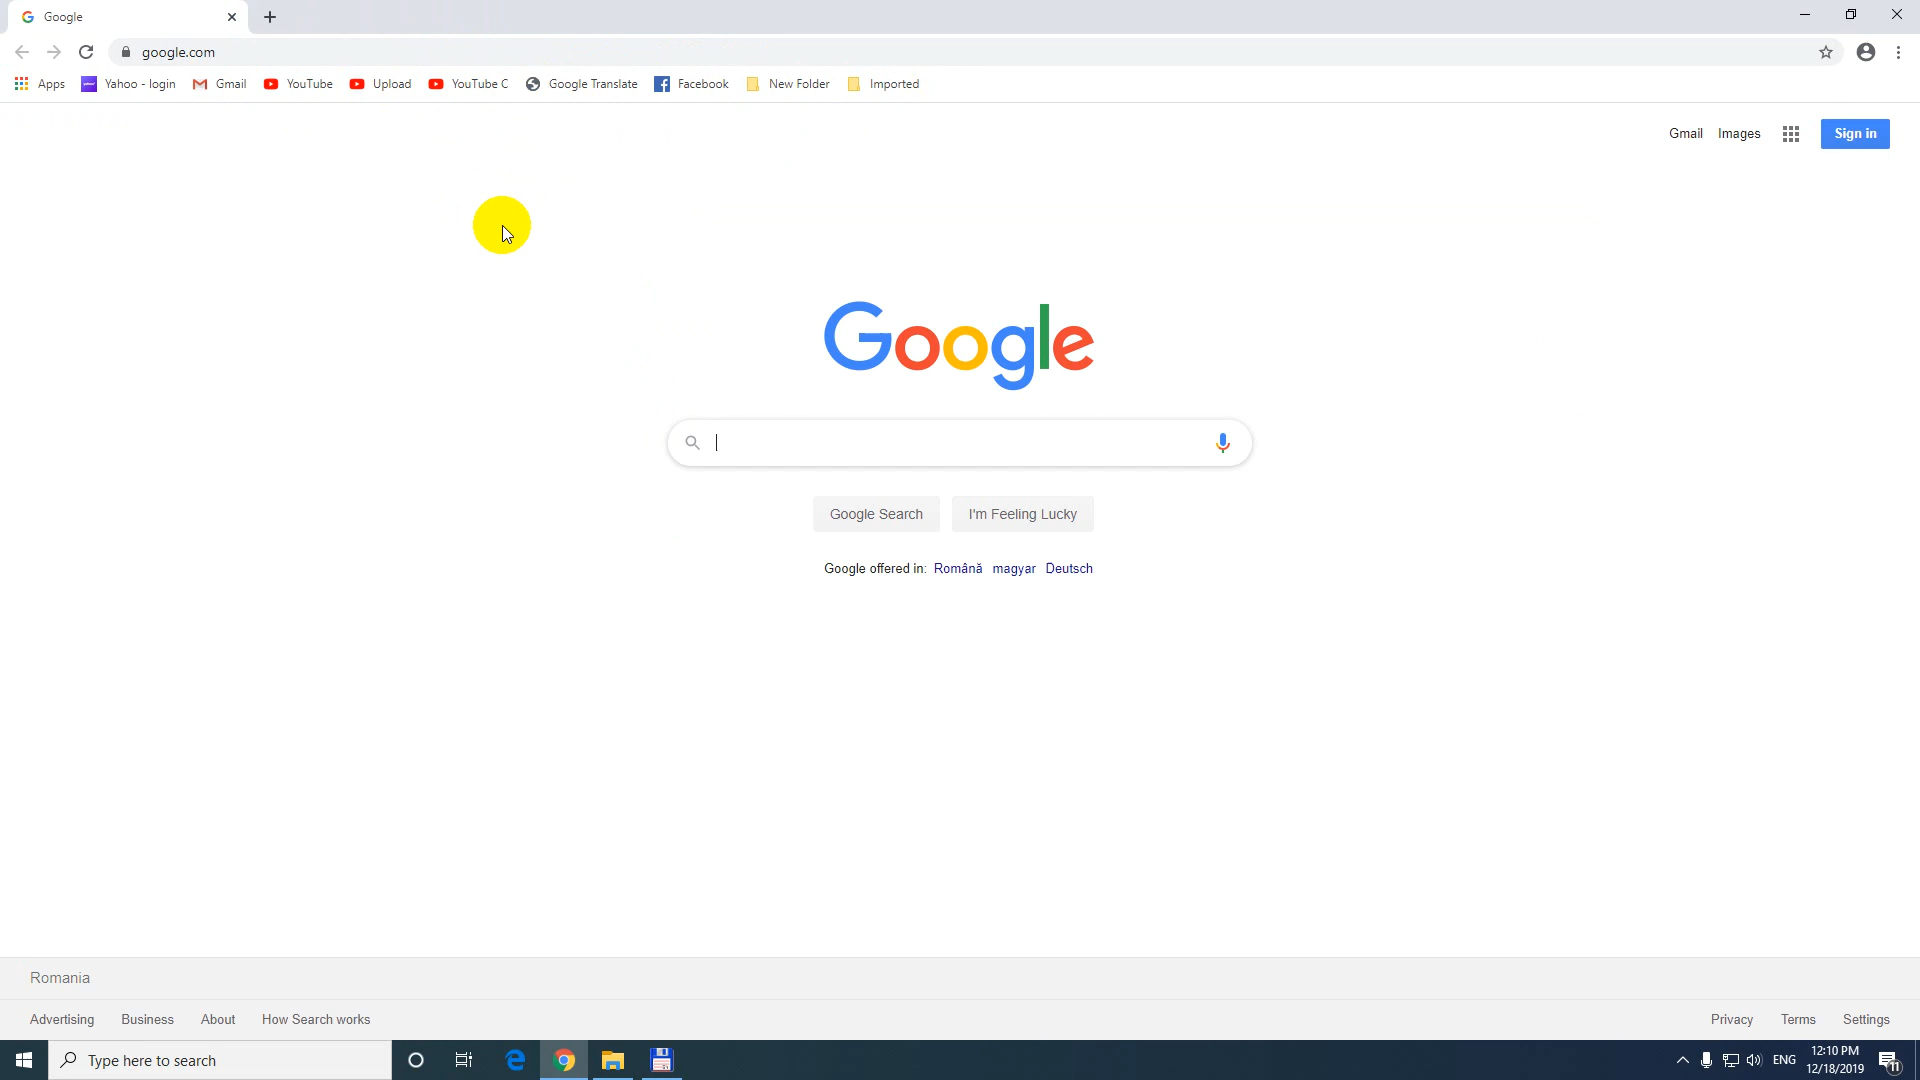 Google
google.com
Apps Yahoo - login Gmail YouTube Upload YouTube C Google Translate Facebook New Folder Imported
Gmail Images Sign in
Google
Google Search I'm Feeling Lucky
Google offered in: Română magyar Deutsch
Romania
Advertising Business About How Search works Privacy Terms Settings
Type here to search ENG 12:10 PM
12/18/2019 11